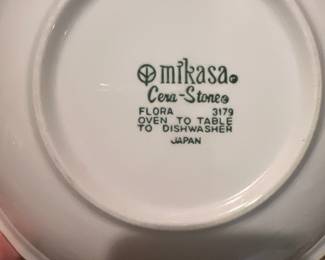 mikasa®
Cera-Stone®
FLORA 3179
OVEN TO TABLE
TO DISHWASHER
JAPAN